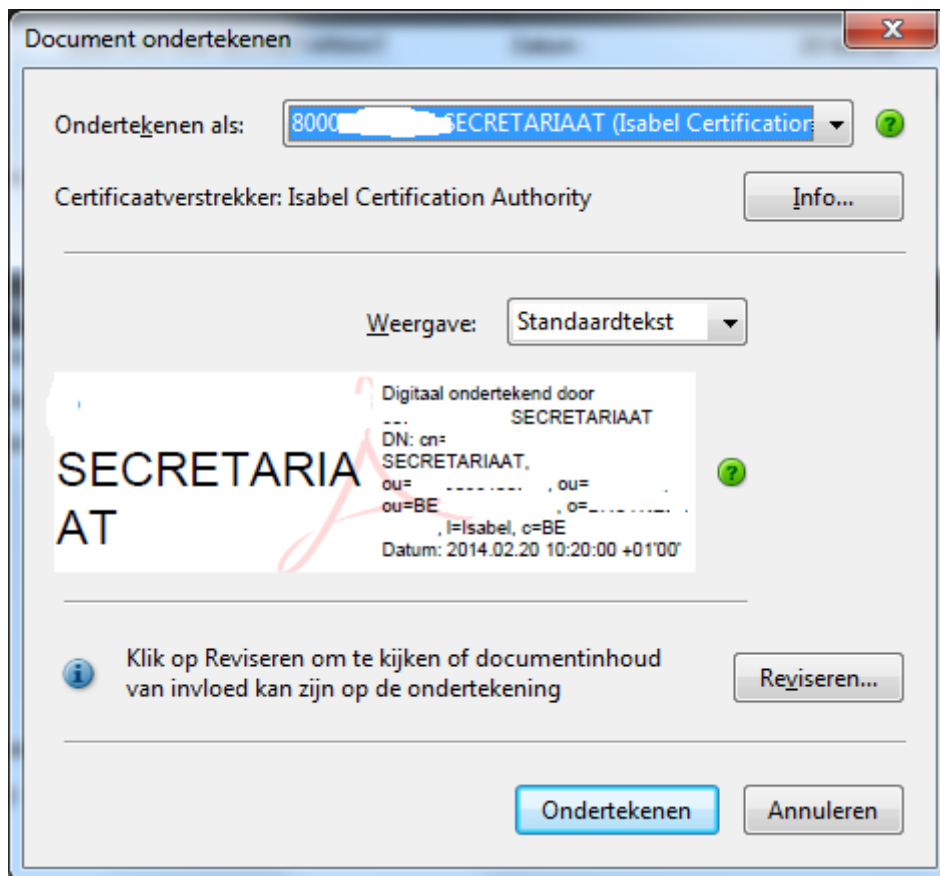 Document ondertekenen
Ondertekenen als: 8000 SECRETARIAAT (Isabel Certification
Certificaatverstrekker: Isabel Certification Authority Info...
Weergave: Standaardtekst
SECRETARIA
AT
Digitaal ondertekend door
SECRETARIAAT
DN: cn=
SECRETARIAAT,
ou= , ou= ,
ou=BE , o=
, l=Isabel, c=BE
Datum: 2014.02.20 10:20:00 +01'00'
Klik op Reviseren om te kijken of documentinhoud
van invloed kan zijn op de ondertekening
Reviseren...
Ondertekenen Annuleren